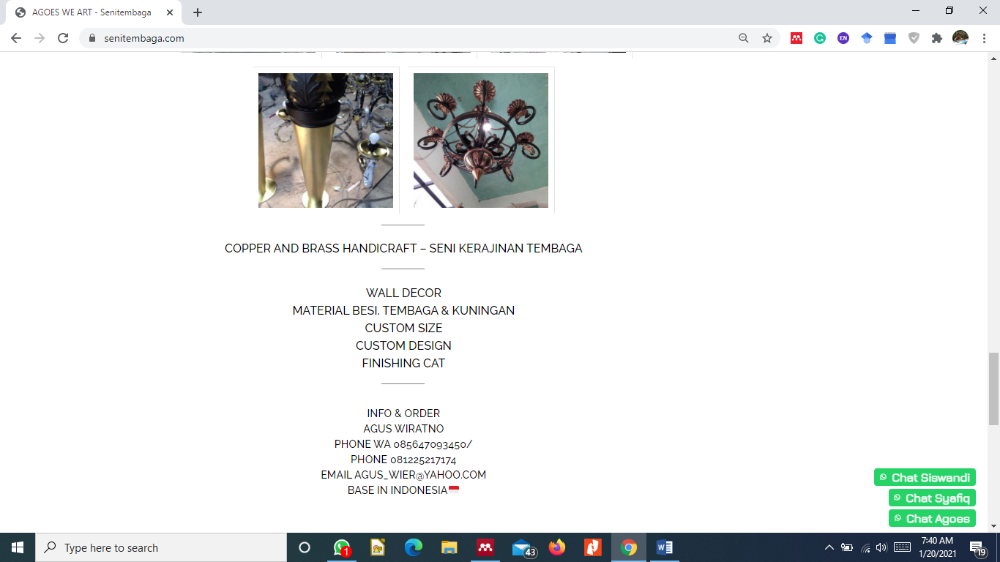 AGOES WE ART - Senitembaga
senitembaga.com
EN
COPPER AND BRASS HANDICRAFT – SENI KERAJINAN TEMBAGA
WALL DECOR
MATERIAL BESI, TEMBAGA & KUNINGAN
CUSTOM SIZE
CUSTOM DESIGN
FINISHING CAT
INFO & ORDER
AGUS WIRATNO
PHONE WA 085647093450/
PHONE 081225217174
EMAIL AGUS_WIER@YAHOO.COM
BASE IN INDONESIA
Chat Siswandi
Chat Syafiq
Chat Agoes
Type here to search
1
43
7:40 AM
1/20/2021
19